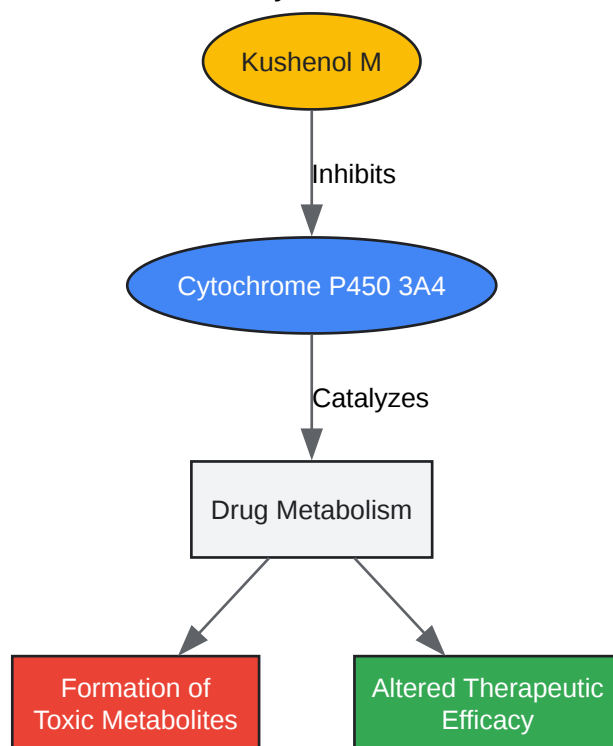 Kushenol M
Inhibits
Cytochrome P450 3A4
Catalyzes
Drug Metabolism
Formation of
Toxic Metabolites
Altered Therapeutic
Efficacy